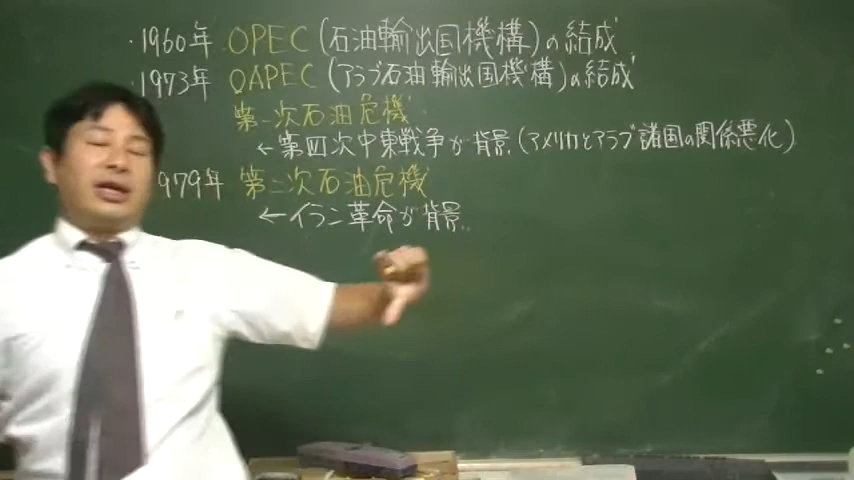 ・1960年 OPEC(石油輸出国機構)の結成
・1973年 OAPEC(アラブ石油輸出国機構)の結成
第一次石油危機
←第四次中東戦争が背景。(アメリカとアラブ諸国の関係悪化)
979年 第二次石油危機
←イラン革命が背景。